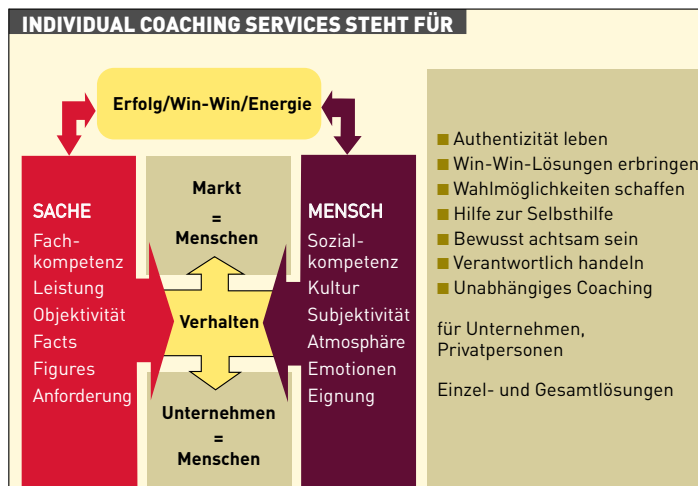 INDIVIDUAL COACHING SERVICES STEHT FÜR
Erfolg/Win-Win/Energie
SACHE
Fach-
kompetenz
Leistung
Objektivität
Facts
Figures
Anforderung
Markt
=
Menschen
Verhalten
Unternehmen
=
Menschen
MENSCH
Sozial-
kompetenz
Kultur
Subjektivität
Atmosphäre
Emotionen
Eignung
■ Authentizität leben
■ Win-Win-Lösungen erbringen
■ Wahlmöglichkeiten schaffen
■ Hilfe zur Selbsthilfe
■ Bewusst achtsam sein
■ Verantwortlich handeln
■ Unabhängiges Coaching
für Unternehmen,
Privatpersonen
Einzel- und Gesamtlösungen